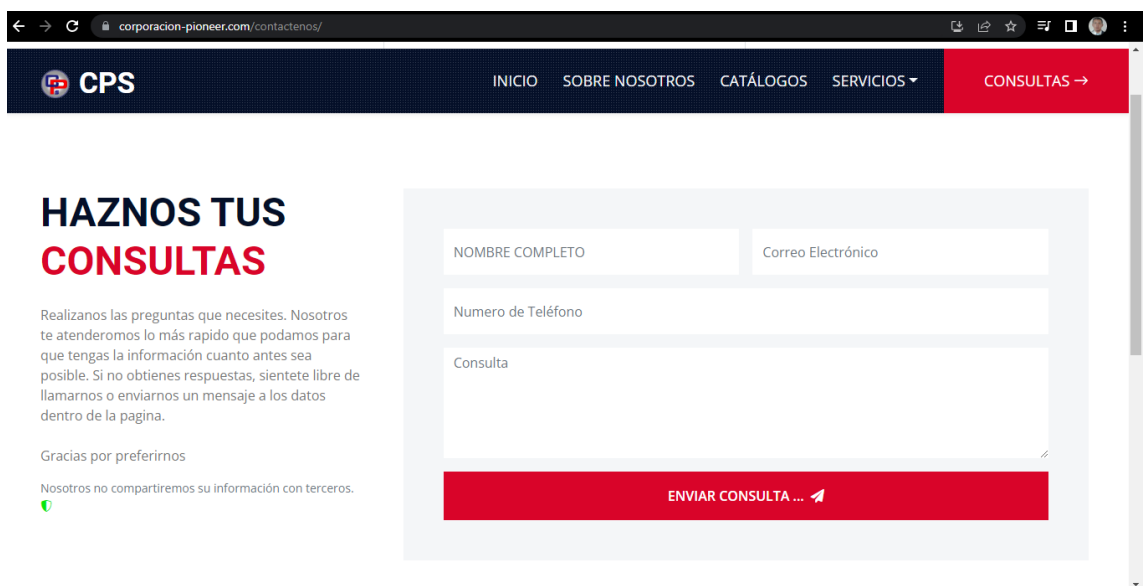 corporacion-pioneer.com/contactenos/
CPS
INICIO
SOBRE NOSOTROS
CATÁLOGOS
SERVICIOS
CONSULTAS →
HAZNOS TUS
CONSULTAS
Realizanos las preguntas que necesites. Nosotros
te atenderomos lo más rapido que podamos para
que tengas la información cuanto antes sea
posible. Si no obtienes respuestas, sientete libre de
llamarnos o enviarnos un mensaje a los datos
dentro de la pagina.
Gracias por preferirnos
Nosotros no compartiremos su información con terceros.
NOMBRE COMPLETO
Correo Electrónico
Numero de Teléfono
Consulta
ENVIAR CONSULTA ...